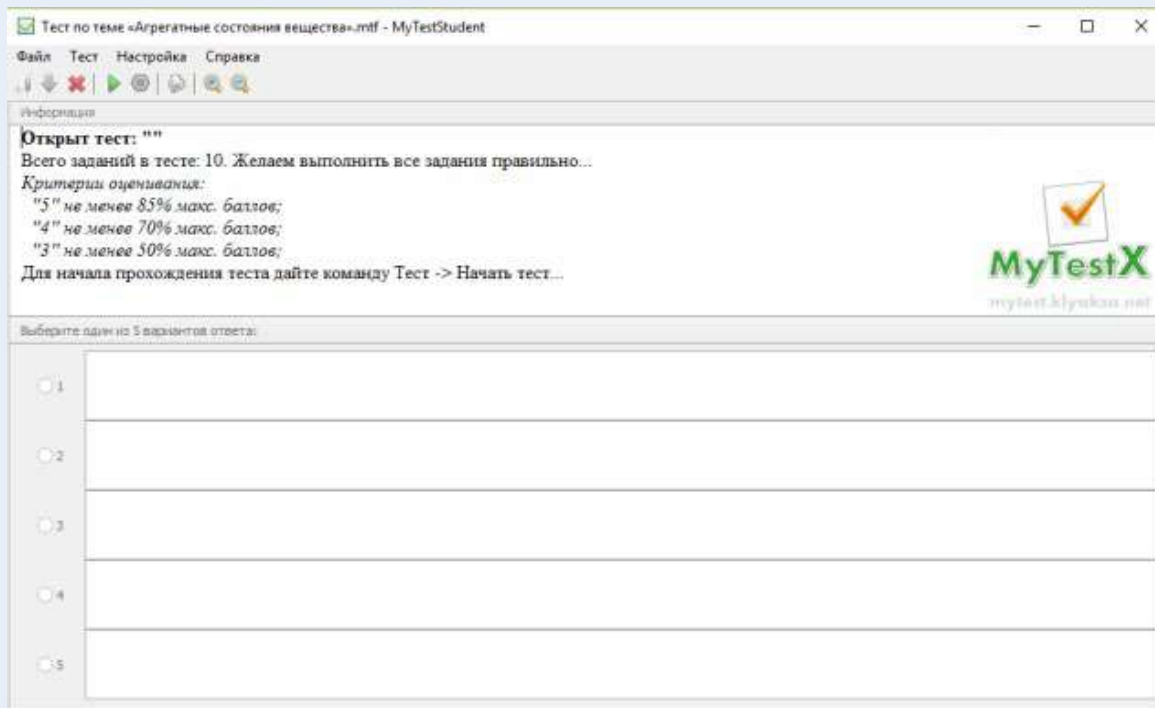 Тест по теме «Агрегатные состояния вещества».mtf - MyTestStudent
Файл Тест Настройка Справка
Информация
Открыт тест: ""
Всего заданий в тесте: 10. Желаем выполнить все задания правильно...
Критерии оценивания:
"5" не менее 85% макс. баллов;
"4" не менее 70% макс. баллов;
"3" не менее 50% макс. баллов;
Для начала прохождения теста дайте команду Тест -> Начать тест...
MyTestX
mytest.klyaksa.net
Выберите один из 5 вариантов ответа:
1
2
3
4
5